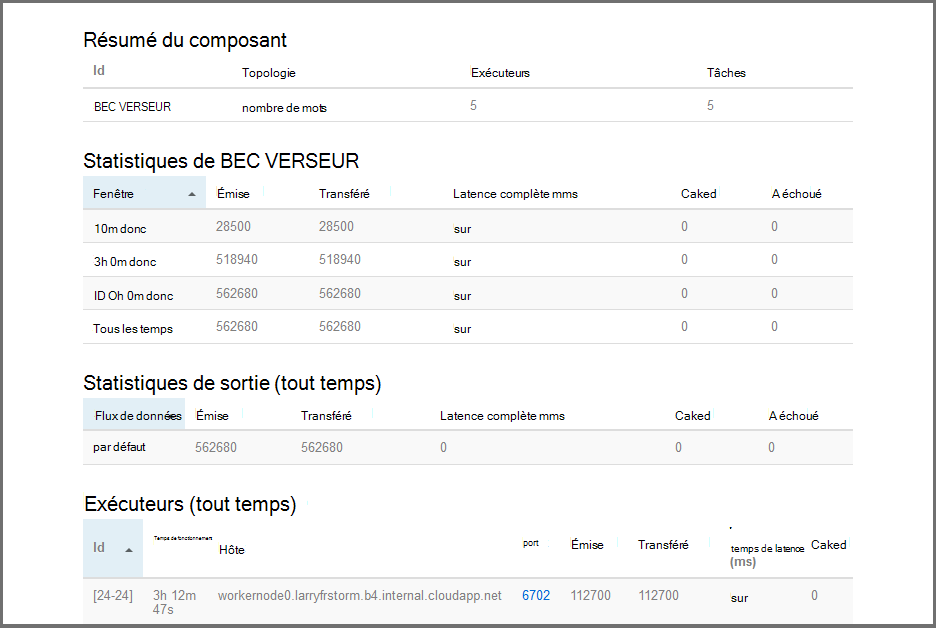 Résumé du composant
Id Topologie Exécuteurs Tâches
BEC VERSEUR nombre de mots 5 5
Statistiques de BEC VERSEUR
Fenêtre Émise Transféré Latence complète mms Caked A échoué
10m donc 28500 28500 sur 0 0
3h 0m donc 518940 518940 sur 0 0
ID Oh 0m donc 562680 562680 sur 0 0
Tous les temps 562680 562680 sur 0 0
Statistiques de sortie (tout temps)
Flux de données Émise Transféré Latence complète mms Caked A échoué
par défaut 562680 562680 0 0 0
Exécuteurs (tout temps)
Id Temps de fonctionnement Hôte port Émise Transféré temps de latence Caked
(ms)
[24-24] 3h 12m workernode0.larryfrstorm.b4.internal.cloudapp.net 6702 112700 112700 sur 0
47s